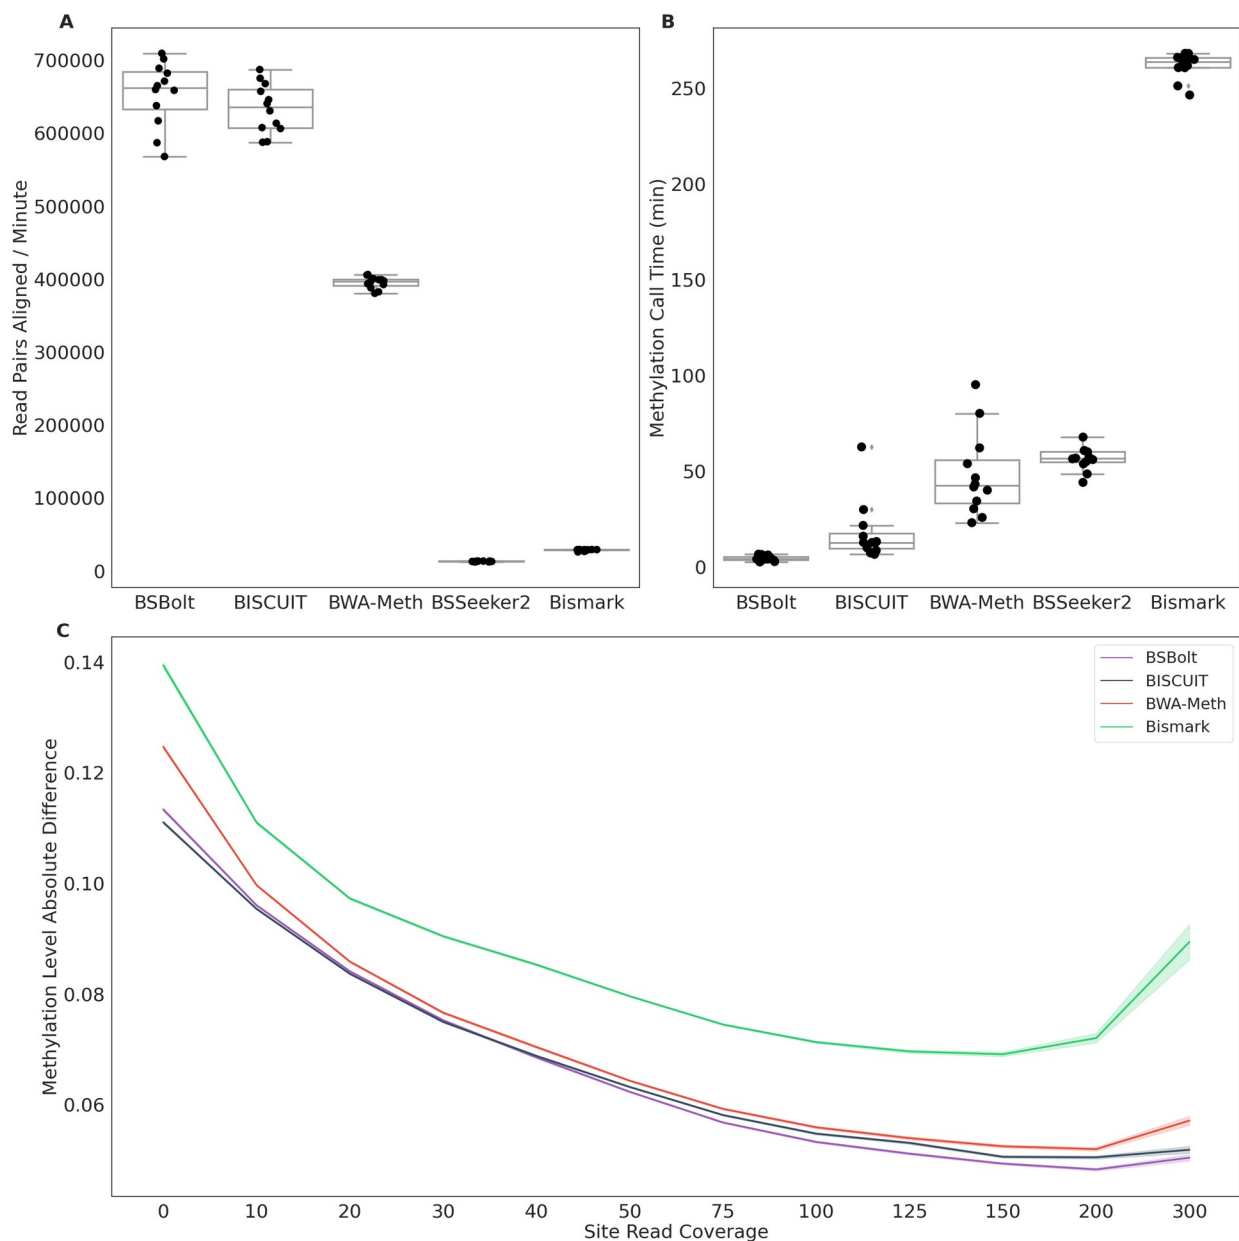 A
Read Pairs Aligned / Minute
700000
600000
500000
400000
300000
200000
100000
0
BSBolt BISCUIT BWA-Meth BSSeeker2 Bismark
B
Methylation Call Time (min)
250
200
150
100
50
0
BSBolt BISCUIT BWA-Meth BSSeeker2 Bismark
C
Methylation Level Absolute Difference
0.14
0.12
0.10
0.08
0.06
BSBolt
BISCUIT
BWA-Meth
Bismark
0 10 20 30 40 50 75 100 125 150 200 300
Site Read Coverage